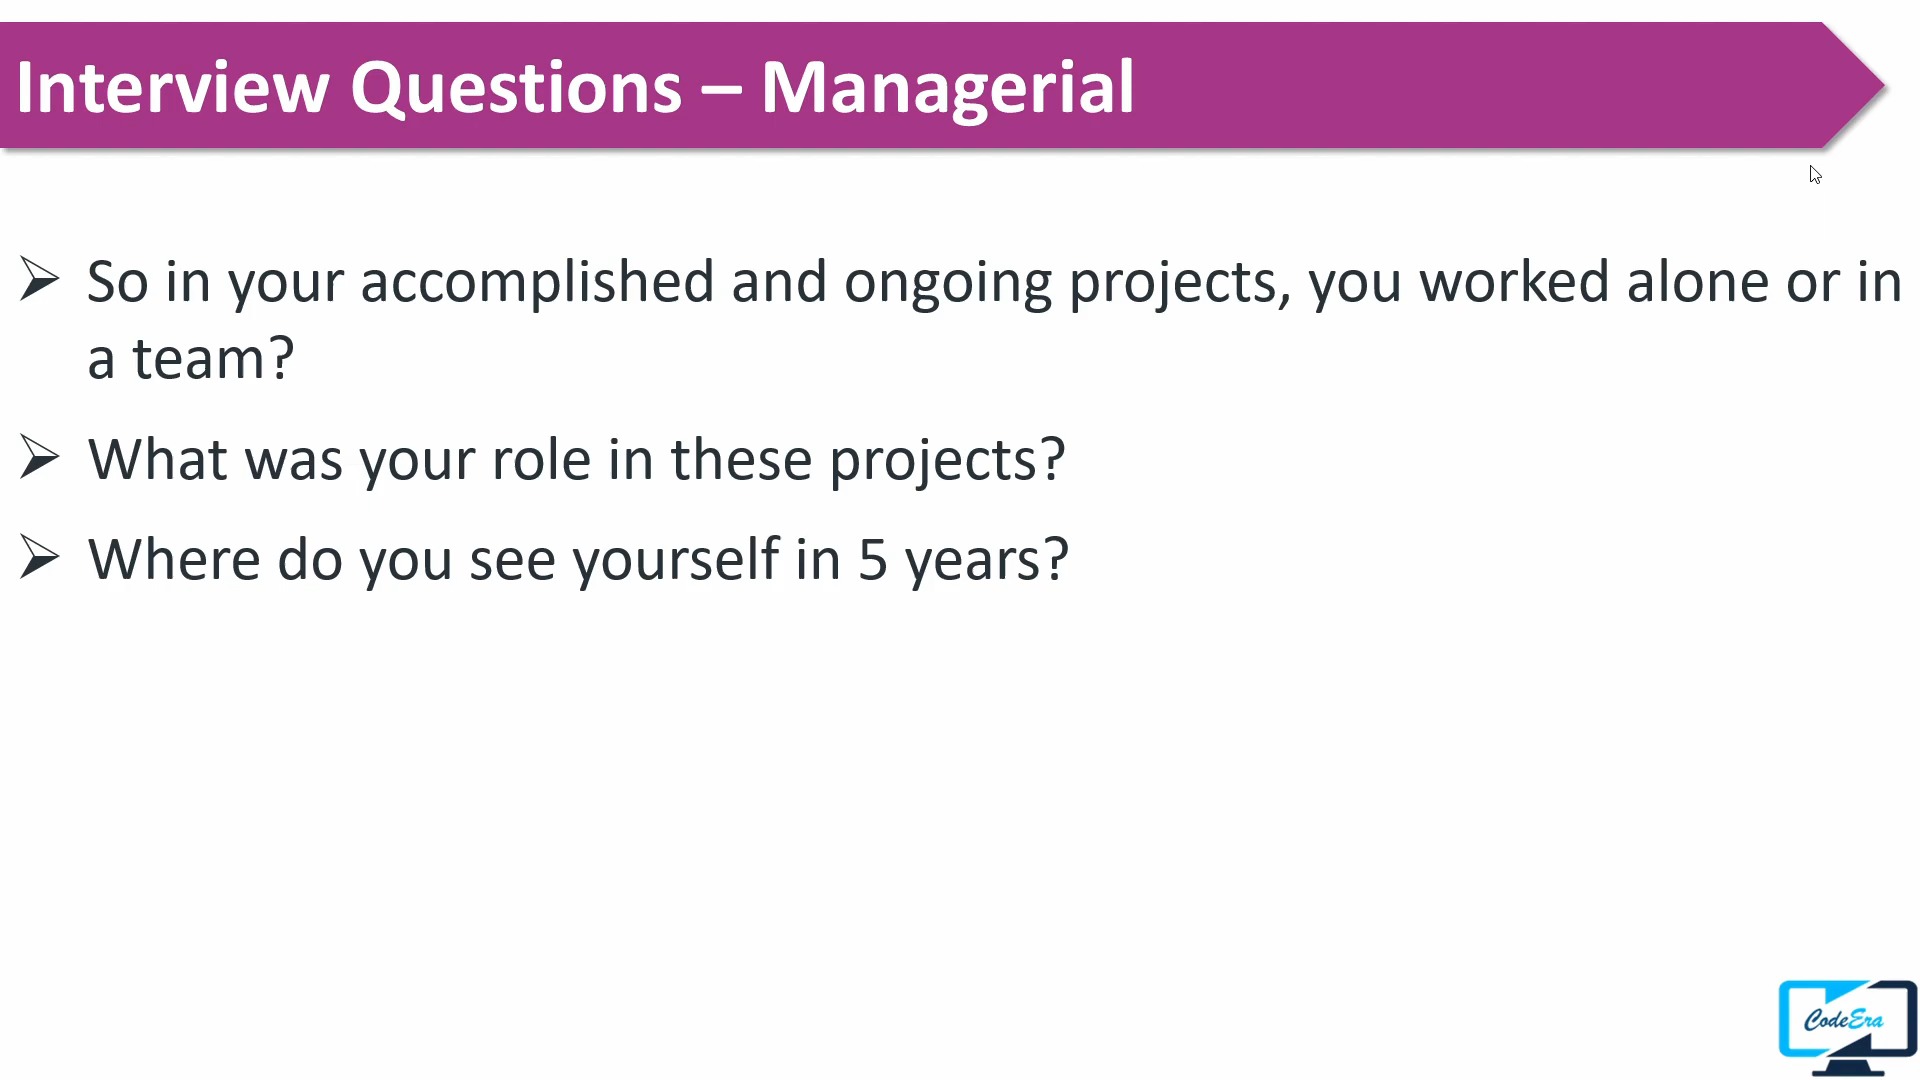 Interview Questions – Managerial
So in your accomplished and ongoing projects, you worked alone or in
a team?
What was your role in these projects?
Where do you see yourself in 5 years?
CodeEra